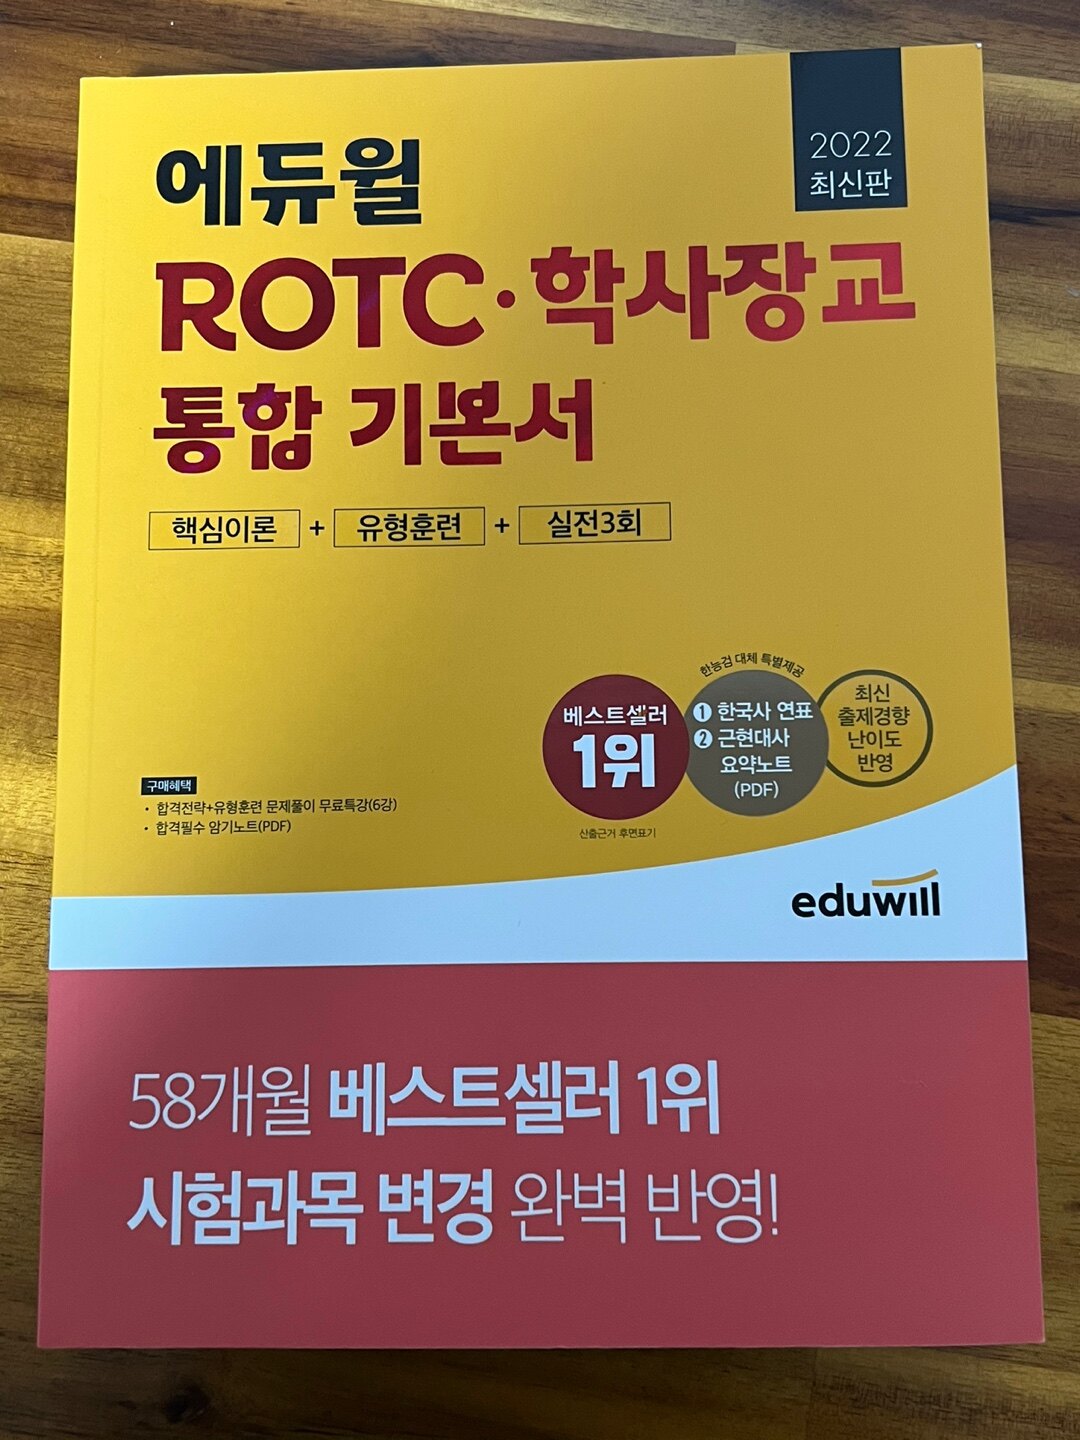 2022
최신판
에듀윌
ROTC·학사장교
통합 기본서
핵심이론 + 유형훈련 + 실전3회
한능검 대체 특별제공
베스트셀러
1위
산출근거 후면표기
❶ 한국사 연표
❷ 근현대사
요약노트
(PDF)
최신
출제경향
난이도
반영
구매혜택
· 합격전략+유형훈련 문제풀이 무료특강(6강)
· 합격필수 암기노트(PDF)
eduwill
58개월 베스트셀러 1위
시험과목 변경 완벽 반영!